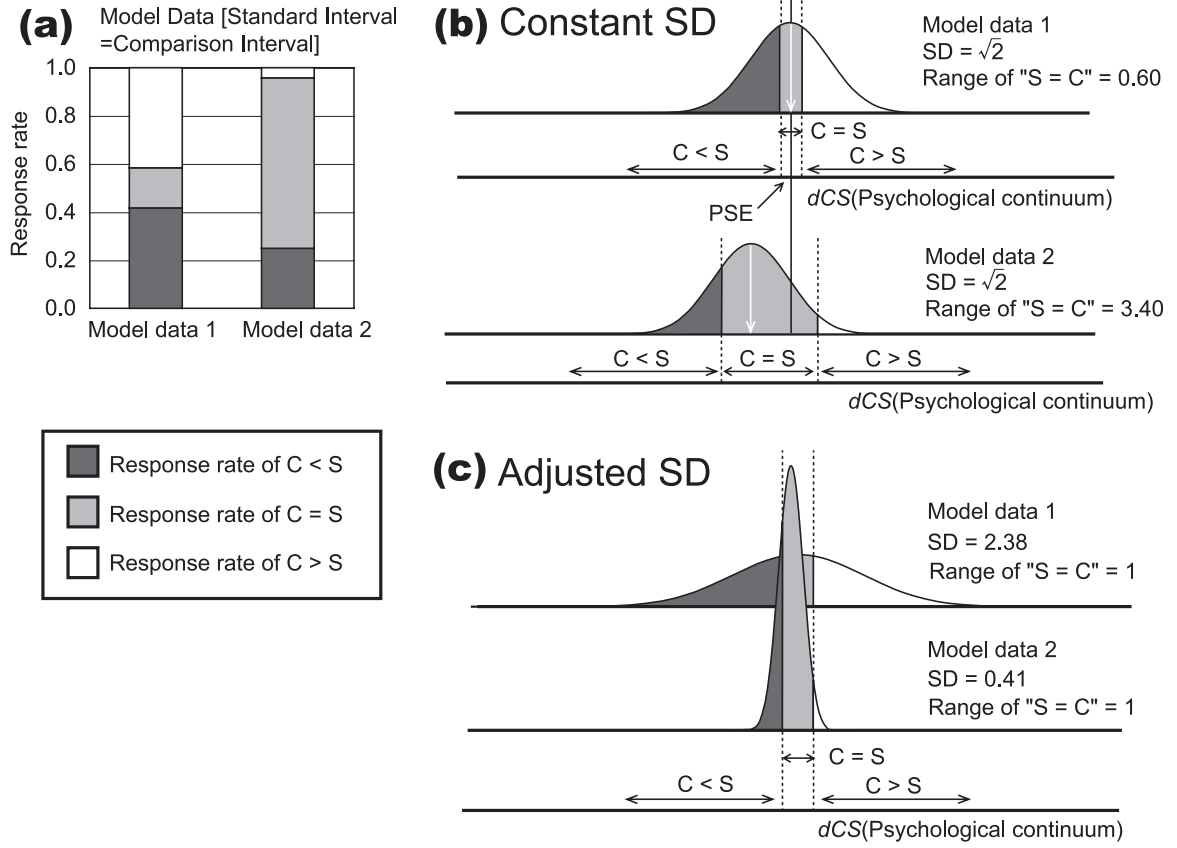 (a) Model Data [Standard Interval
=Comparison Interval]
Response rate
1.0
0.8
0.6
0.4
0.2
0.0
Model data 1 Model data 2
Response rate of C < S
Response rate of C = S
Response rate of C > S
(b) Constant SD
Model data 1
SD = √2
Range of "S = C" = 0.60
C = S
C < S C > S
PSE
dCS(Psychological continuum)
Model data 2
SD = √2
Range of "S = C" = 3.40
C < S C = S C > S
dCS(Psychological continuum)
(c) Adjusted SD
Model data 1
SD = 2.38
Range of "S = C" = 1
Model data 2
SD = 0.41
Range of "S = C" = 1
C = S
C < S C > S
dCS(Psychological continuum)